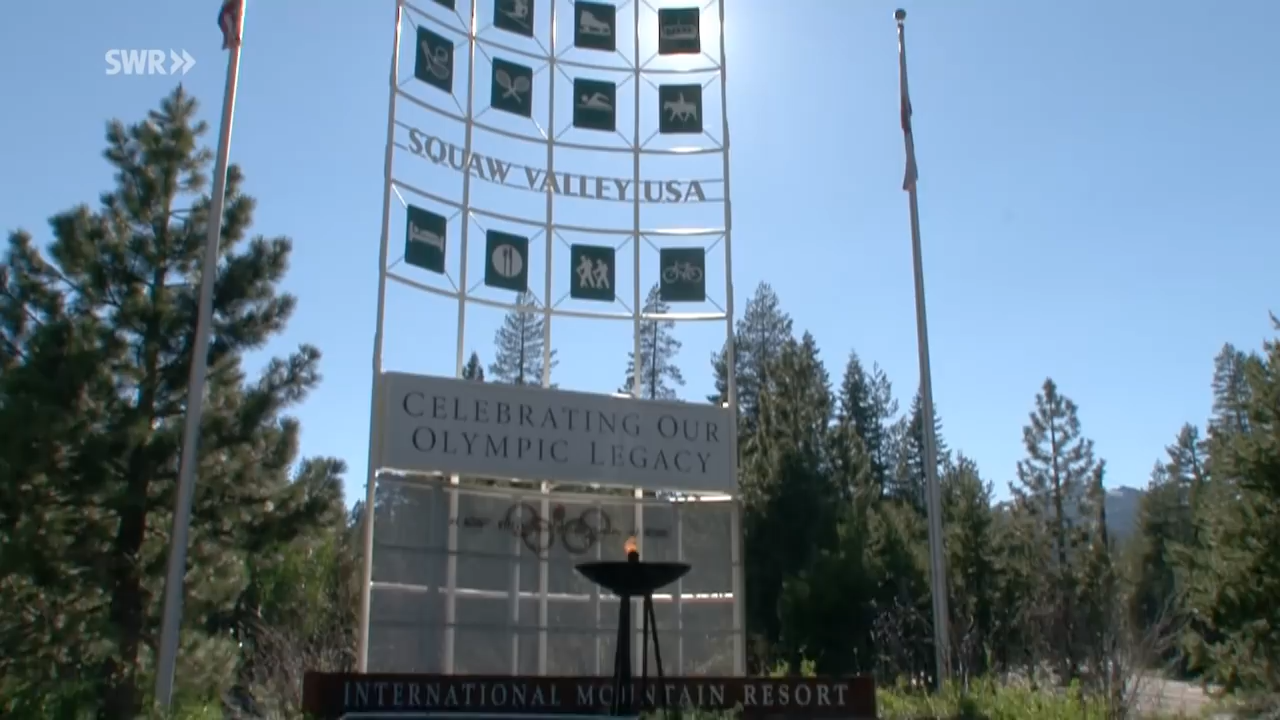 SWR
SQUAW VALLEY USA
CELEBRATING OUR
OLYMPIC LEGACY
INTERNATIONAL MOUNTAIN RESORT